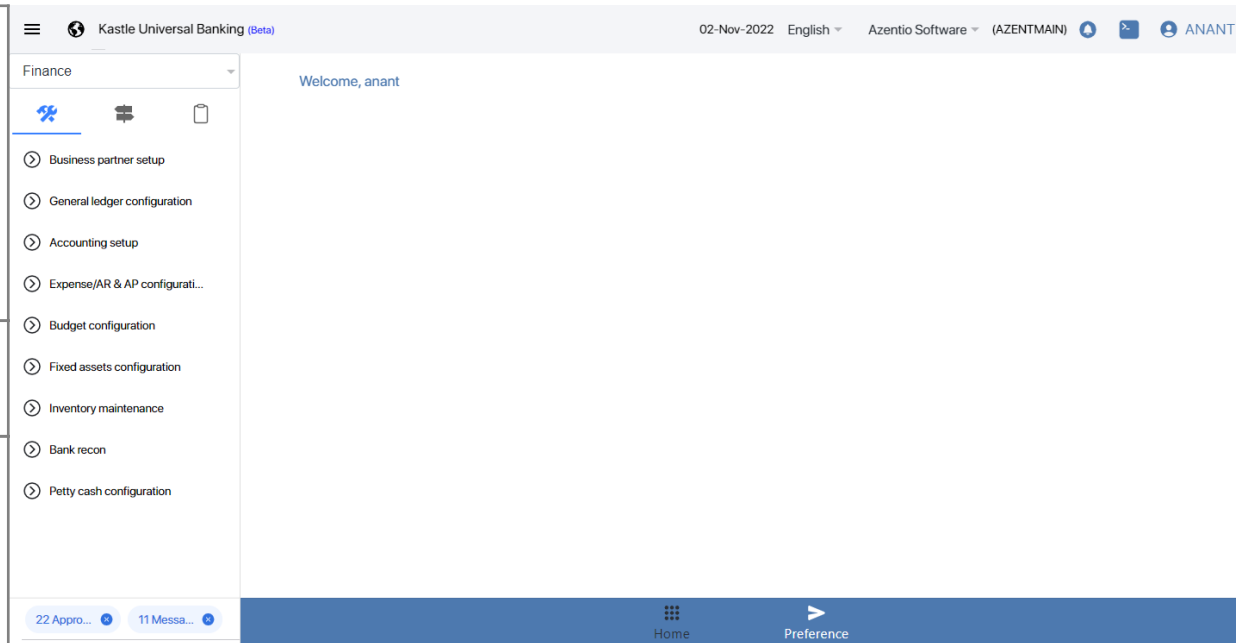 Kastle Universal Banking (Beta) 02-Nov-2022 English Azentio Software (AZENTMAIN) ANANT
Finance
Welcome, anant
Business partner setup
General ledger configuration
Accounting setup
Expense/AR & AP configurati...
Budget configuration
Fixed assets configuration
Inventory maintenance
Bank recon
Petty cash configuration
22 Appro... 11 Messa...
Home Preference